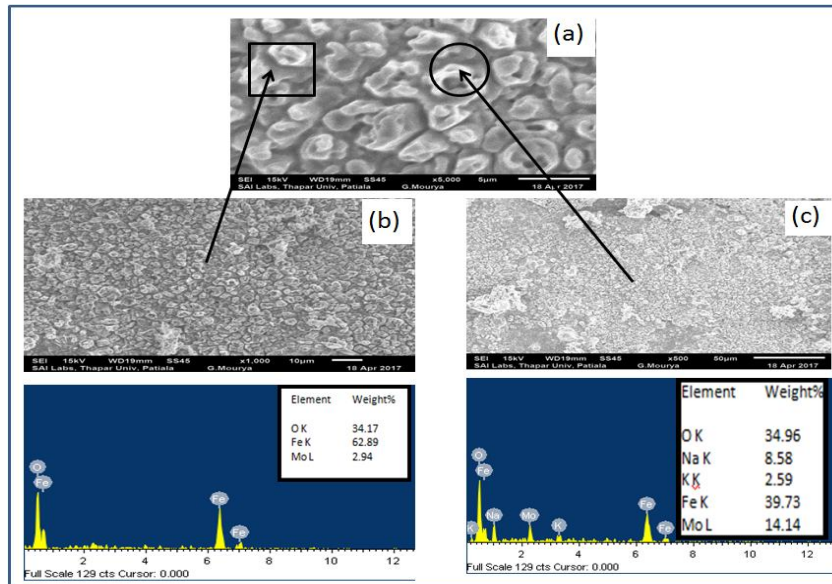 (a)
SEI 15kV WD19mm SS45 x5,000 5µm
SAI Labs, Thapar Univ, Patiala G.Mourya 18 Apr 2017
(b)
SEI 15kV WD19mm SS45 x1,000 10µm
SAI Labs, Thapar Univ, Patiala G.Mourya 18 Apr 2017
(c)
SEI 15kV WD19mm SS45 x500 50µm
SAI Labs, Thapar Univ, Patiala G.Mourya 18 Apr 2017
Element Weight%
O K 34.17
Fe K 62.89
Mo L 2.94
O
Fe
Fe
Fe
2 4 6 8 10 12
Full Scale 129 cts Cursor: 0.000
Element Weight%
O K 34.96
Na K 8.58
K K 2.59
Fe K 39.73
Mo L 14.14
O
Fe
K Na Mo K Fe
Fe
2 4 6 8 10 12
Full Scale 129 cts Cursor: 0.000